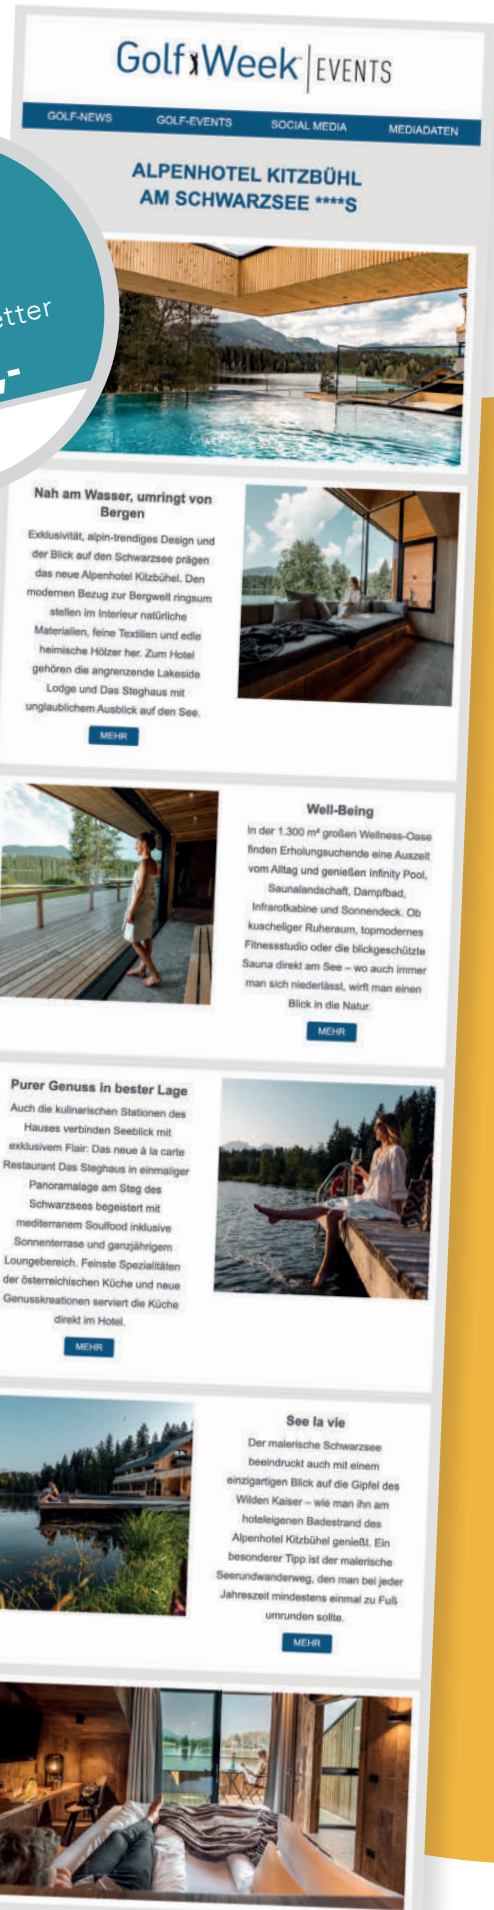 Golf Week EVENTS
GOLF-NEWS GOLF-EVENTS SOCIAL MEDIA MEDIADATEN
ALPENHOTEL KITZBÜHL
AM SCHWARZSEE ****S
Nah am Wasser, umringt von
Bergen
Exklusivität, alpin-trendiges Design und
der Blick auf den Schwarzsee prägen
das neue Alpenhotel Kitzbühel. Den
modernen Bezug zur Bergwelt ringsum
stellen im Interieur natürliche
Materialien, feine Textilien und edle
heimische Hölzer her. Zum Hotel
gehören die angrenzende Lakeside
Lodge und Das Steghaus mit
unglaublichem Ausblick auf den See.
MEHR
Well-Being
In der 1.300 m² großen Wellness-Oase
finden Erholungsuchende eine Auszeit
vom Alltag und genießen Infinity Pool,
Saunalandschaft, Dampfbad,
Infrarotkabine und Sonnendeck. Ob
kuscheliger Ruheraum, topmodernes
Fitnessstudio oder die blickgeschützte
Sauna direkt am See – wo auch immer
man sich niederlässt, wirft man einen
Blick in die Natur.
MEHR
Purer Genuss in bester Lage
Auch die kulinarischen Stationen des
Hauses verbinden Seeblick mit
exklusivem Flair: Das neue à la carte
Restaurant Das Steghaus in einmaliger
Panoramalage am Steg des
Schwarzsees begeistert mit
mediterranem Soulfood inklusive
Sonnenterrasse und ganzjährigem
Loungebereich. Feinste Spezialitäten
der österreichischen Küche und neue
Genusskreationen serviert die Küche
direkt im Hotel.
MEHR
See la vie
Der malerische Schwarzsee
beeindruckt auch mit einem
einzigartigen Blick auf die Gipfel des
Wilden Kaiser – wie man ihn am
hoteleigenen Badestrand des
Alpenhotel Kitzbühel genießt. Ein
besonderer Tipp ist der malerische
Seerundwanderweg, den man bei jeder
Jahreszeit mindestens einmal zu Fuß
umrunden sollte.
MEHR